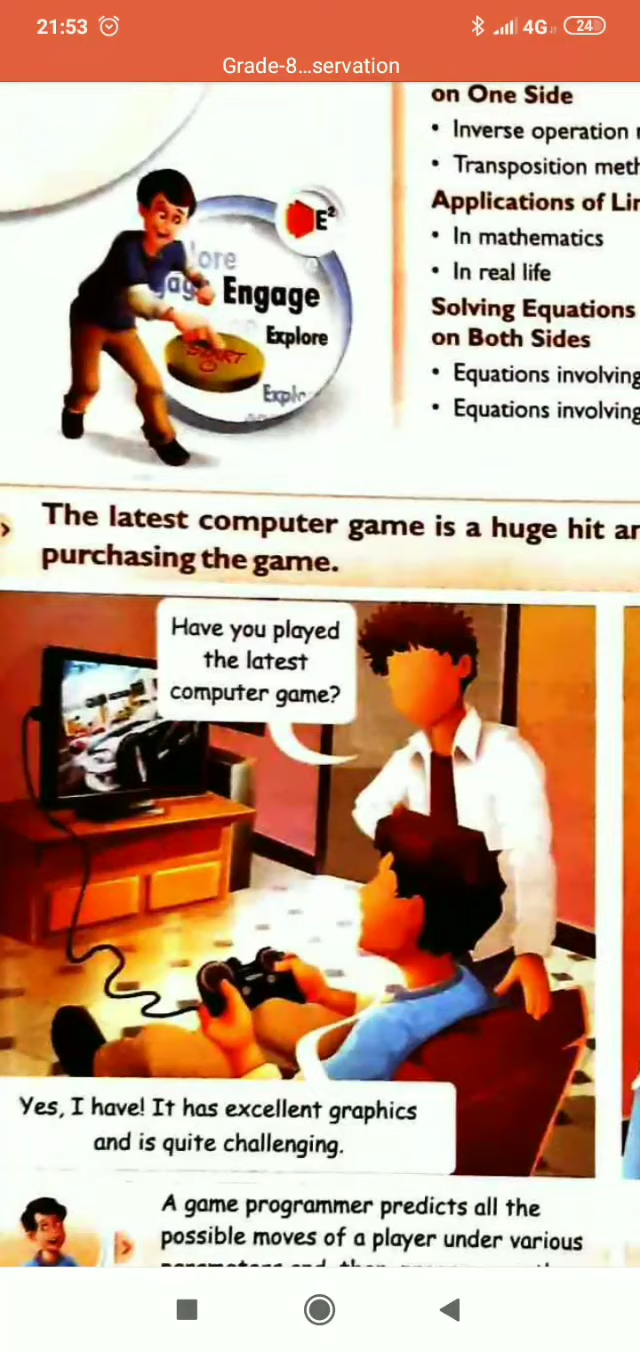 21:53
4G
24
Grade-8...servation
on One Side
• Inverse operation
• Transposition
Applications of
• In mathematics
• In real life
Solving Equations
on Both Sides
• Equations involving
• Equations involving
E²
Engage
Explore
START
The latest computer game is a huge hit
purchasing the game.
Have you played
the latest
computer game?
Yes, I have! It has excellent graphics
and is quite challenging.
A game programmer predicts all the
possible moves of a player under various